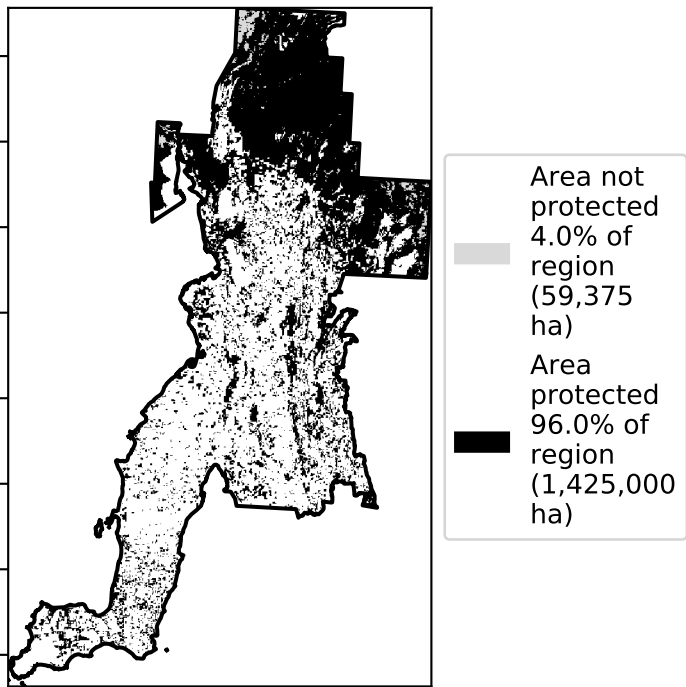 Area not
protected
4.0% of
region
(59,375
ha)
Area
protected
96.0% of
region
(1,425,000
ha)